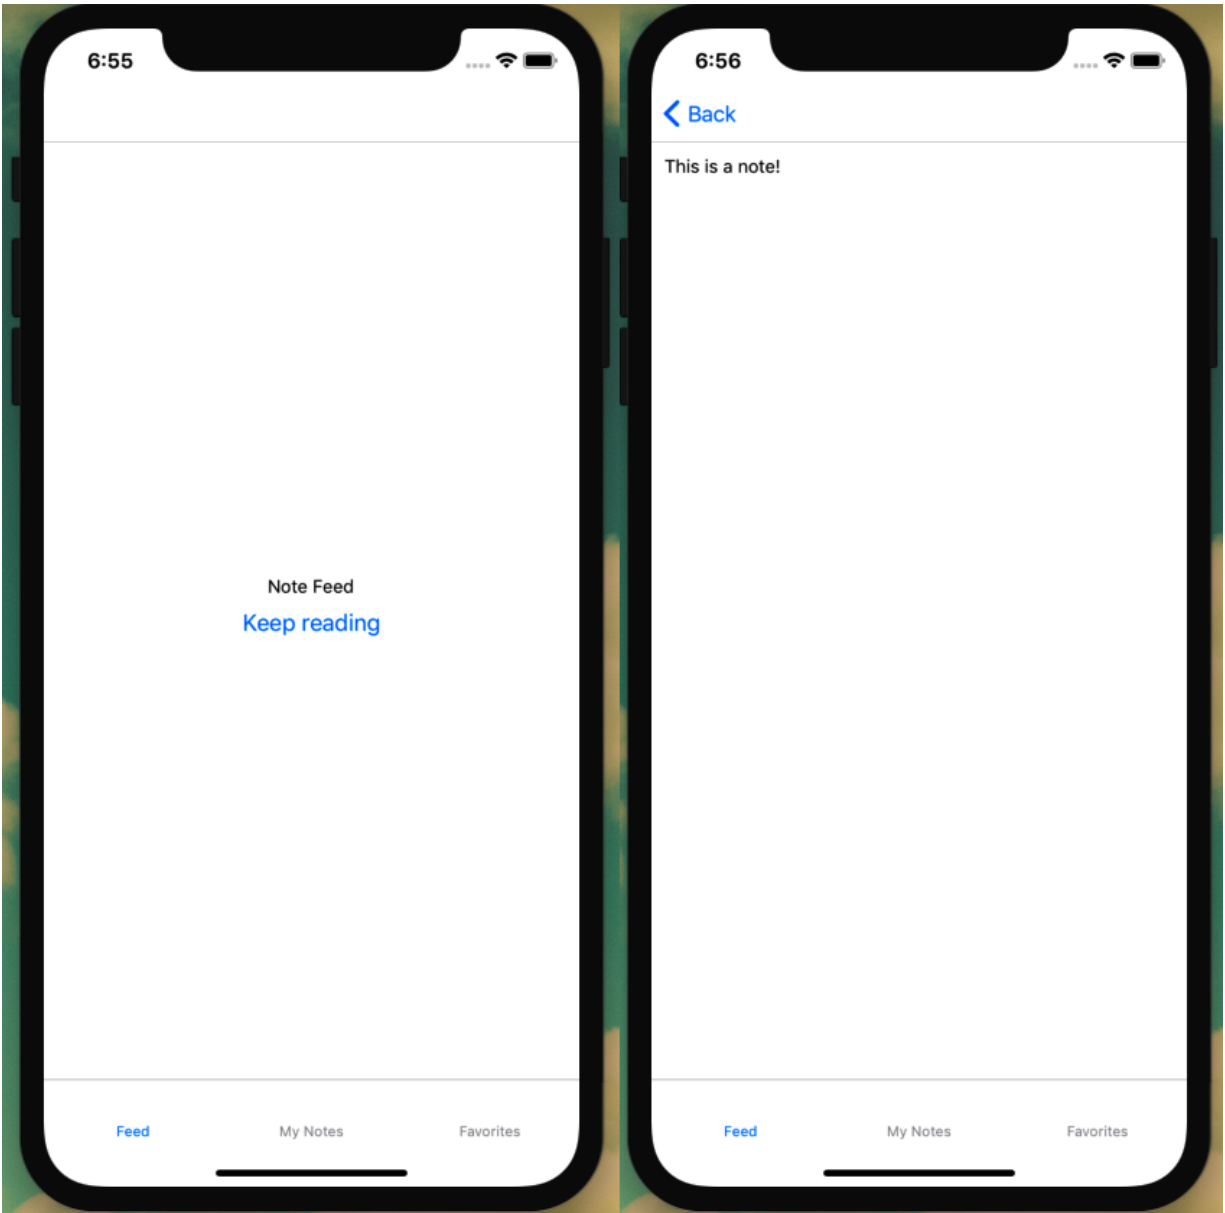 6:55
Note Feed
Keep reading
Feed My Notes Favorites
6:56
Back
This is a note!
Feed My Notes Favorites